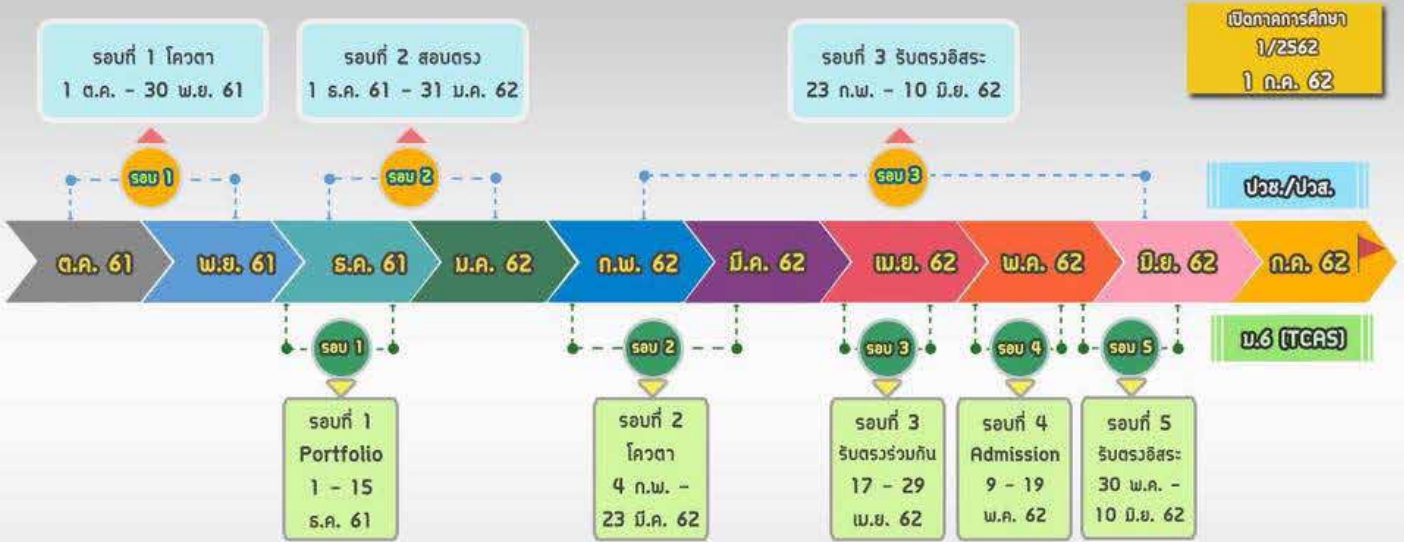 รอบที่ 1 โควตา
1 ต.ค. - 30 พ.ย. 61
รอบที่ 2 สอบตรง
1 ธ.ค. 61 - 31 ม.ค. 62
รอบที่ 3 รับตรงอิสระ
23 ก.พ. - 10 มิ.ย. 62
เปิดภาคการศึกษา
1/2562
1 ก.ค. 62
รอบ 1
รอบ 2
รอบ 3
ปวช./ปวส.
ต.ค. 61
พ.ย. 61
ธ.ค. 61
ม.ค. 62
ก.พ. 62
มี.ค. 62
เม.ย. 62
พ.ค. 62
มิ.ย. 62
ก.ค. 62
รอบ 1
รอบ 2
รอบ 3
รอบ 4
รอบ 5
ม.6 (TCAS)
รอบที่ 1
Portfolio
1 - 15
ธ.ค. 61
รอบที่ 2
โควตา
4 ก.พ. -
23 มี.ค. 62
รอบที่ 3
รับตรงร่วมกัน
17 - 29
เม.ย. 62
รอบที่ 4
Admission
9 - 19
พ.ค. 62
รอบที่ 5
รับตรงอิสระ
30 พ.ค. -
10 มิ.ย. 62